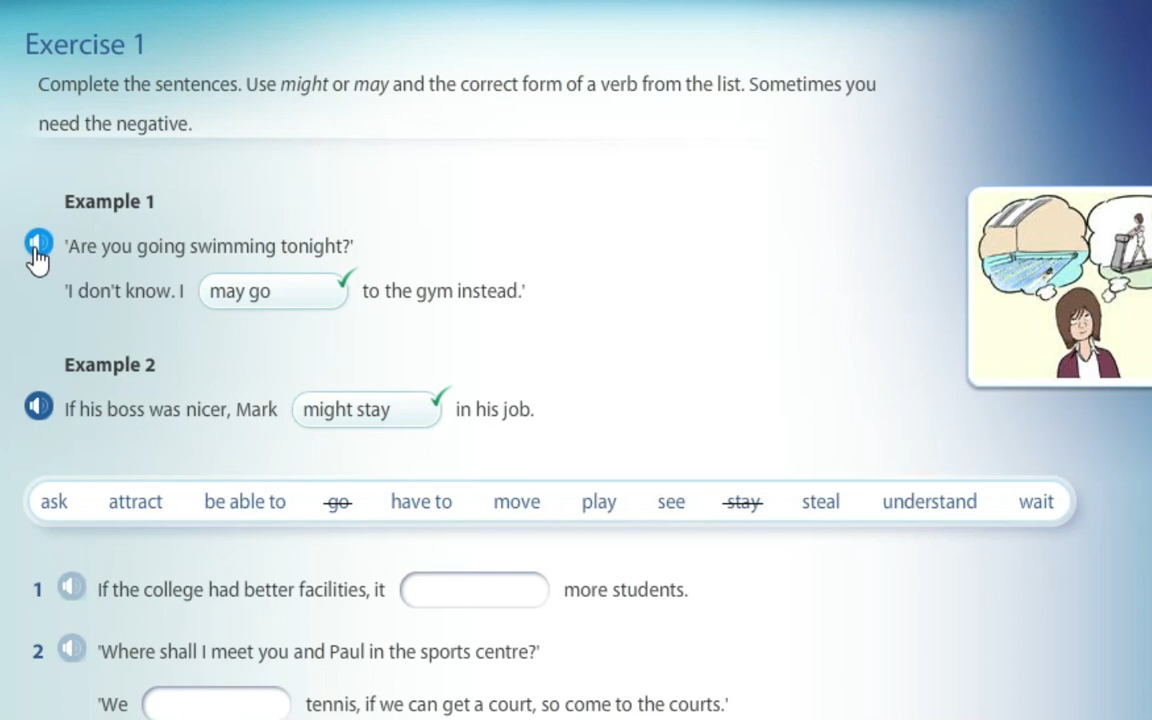 Exercise 1
Complete the sentences. Use might or may and the correct form of a verb from the list. Sometimes you
need the negative.
Example 1
'Are you going swimming tonight?'
'I don't know. I may go to the gym instead.'
Example 2
If his boss was nicer, Mark might stay in his job.
ask attract be able to go have to move play see stay steal understand wait
1 If the college had better facilities, it more students.
2 'Where shall I meet you and Paul in the sports centre?'
'We tennis, if we can get a court, so come to the courts.'